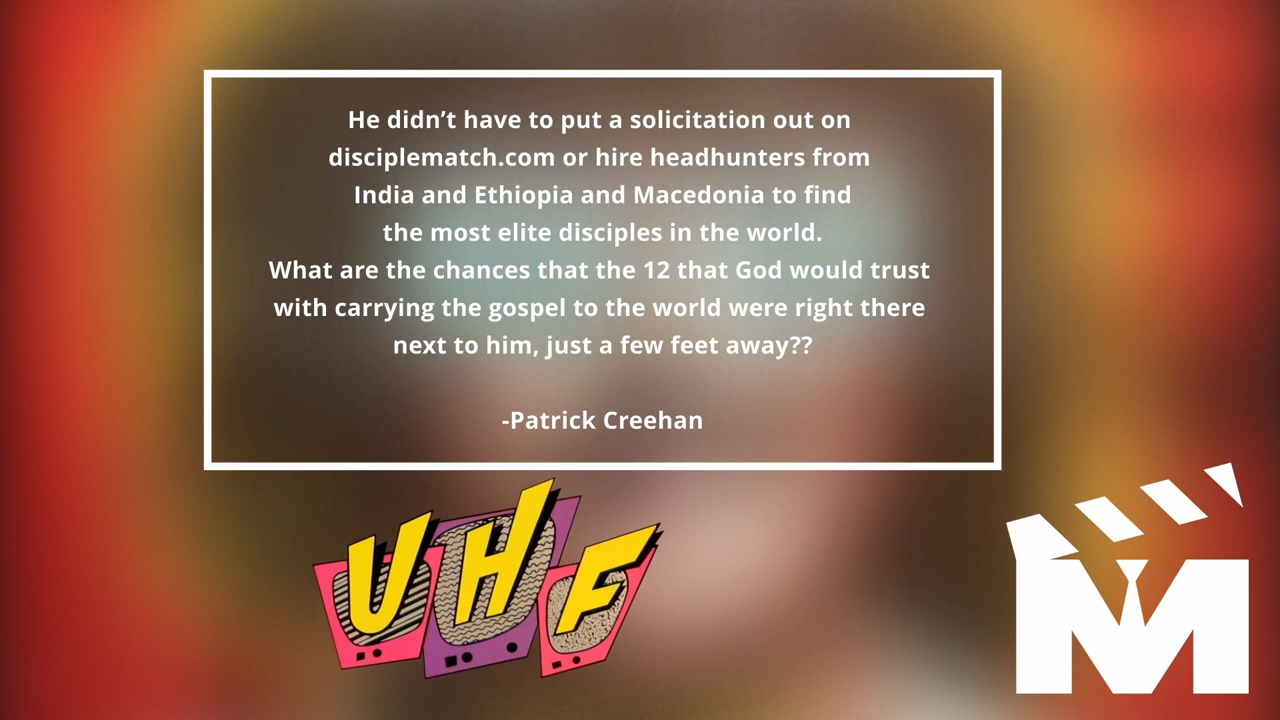 He didn’t have to put a solicitation out on
disciplematch.com or hire headhunters from
India and Ethiopia and Macedonia to find
the most elite disciples in the world.
What are the chances that the 12 that God would trust
with carrying the gospel to the world were right there
next to him, just a few feet away??
-Patrick Creehan
UHF
M